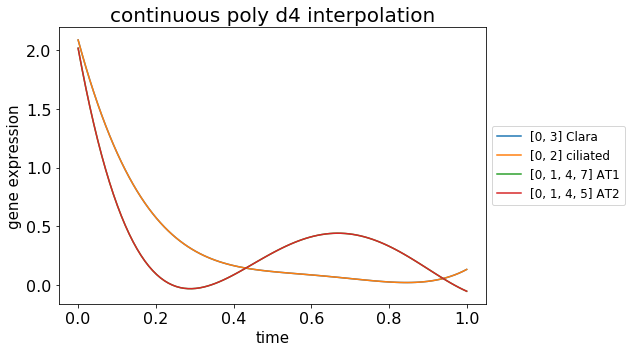 continuous poly d4 interpolation
2.0
1.5
1.0
0.5
0.0
gene expression
0.0 0.2 0.4 0.6 0.8 1.0
time
[0, 3] Clara
[0, 2] ciliated
[0, 1, 4, 7] AT1
[0, 1, 4, 5] AT2